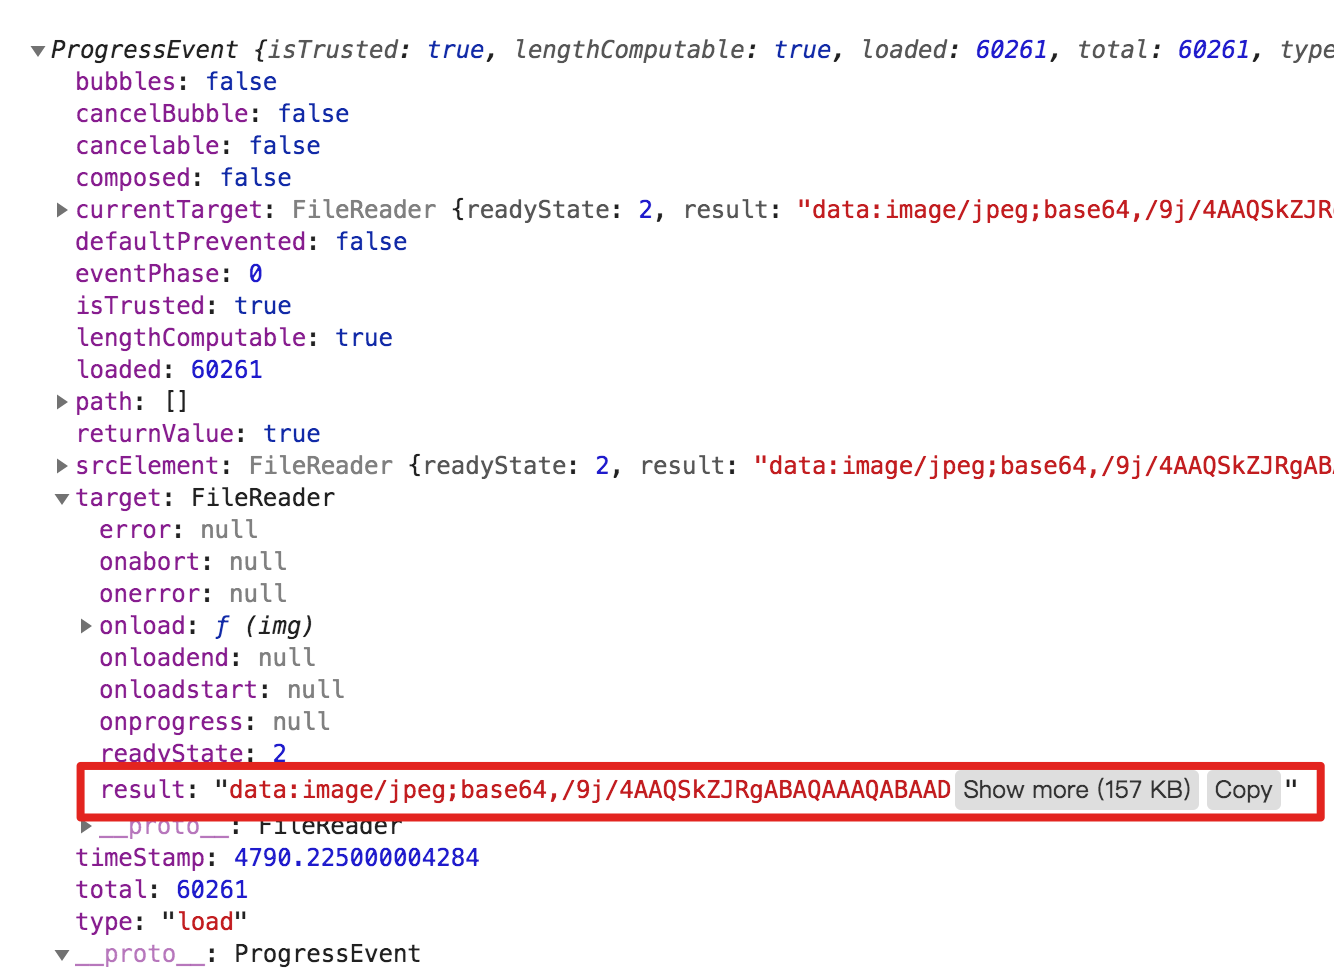 ▼ProgressEvent {isTrusted: true, lengthComputable: true, loaded: 60261, total: 60261, type
bubbles: false
cancelBubble: false
cancelable: false
composed: false
▶currentTarget: FileReader {readyState: 2, result: "data:image/jpeg;base64,/9j/4AAQSkZJR
defaultPrevented: false
eventPhase: 0
isTrusted: true
lengthComputable: true
loaded: 60261
▶path: []
returnValue: true
▶srcElement: FileReader {readyState: 2, result: "data:image/jpeg;base64,/9j/4AAQSkZJRgABA
▼target: FileReader
error: null
onabort: null
onerror: null
▶onload: ƒ (img)
onloadend: null
onloadstart: null
onprogress: null
readyState: 2
result: "data:image/jpeg;base64,/9j/4AAQSkZJRgABAQAAAQABAAD Show more (157 KB) Copy "
▶__proto__: FileReader
timeStamp: 4790.225000004284
total: 60261
type: "load"
▼__proto__: ProgressEvent